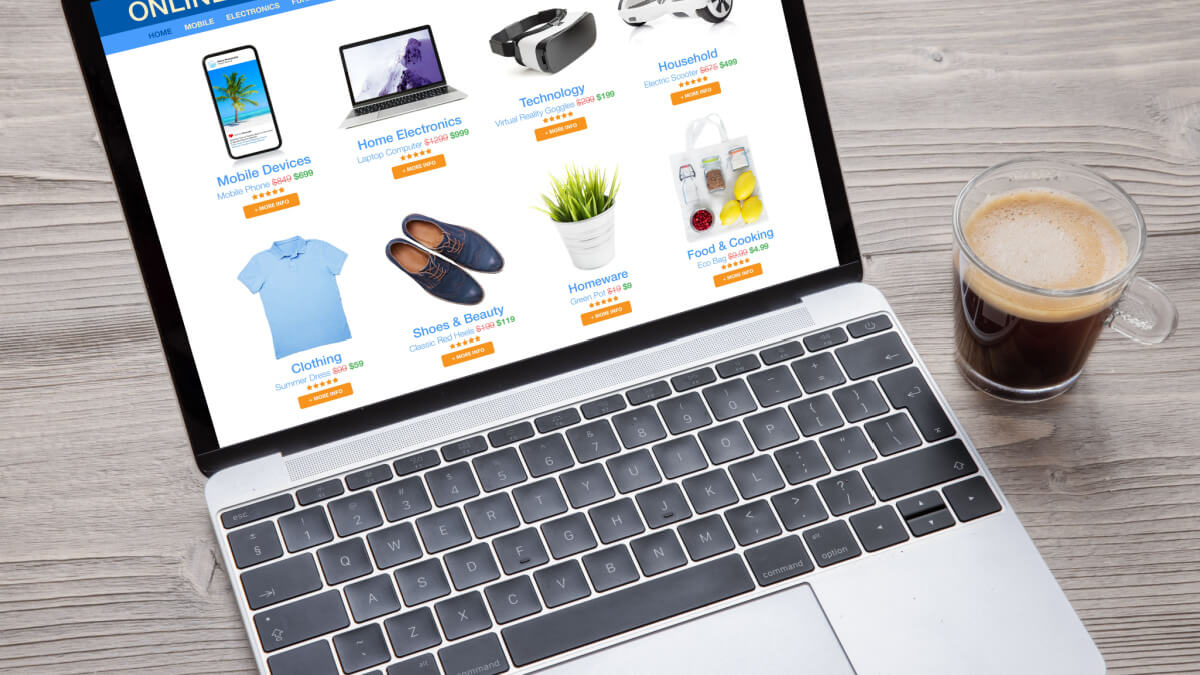 ONLINE
HOME MOBILE ELECTRONICS
Mobile Devices
Mobile Phone $849 $699
+ MORE INFO
Home Electronics
Laptop Computer $1299 $999
+ MORE INFO
Technology
Virtual Reality Goggles $299 $199
+ MORE INFO
Household
Electric Scooter $675 $499
+ MORE INFO
Clothing
Summer Dress $99 $59
+ MORE INFO
Shoes & Beauty
Classic Red Heels $199 $119
+ MORE INFO
Homeware
Green Pot $19 $9
+ MORE INFO
Food & Cooking
Eco Bag $9.99 $4.99
+ MORE INFO
esc
± § ! 1 @ 2 # 3 $ 4 % 5 ^ 6 & 7 * 8 ( 9 ) 0 _ - + =
Q W E R T Y U I O P { [ } ]
A S D F G H J K L : ; " ' | \
~ ` Z X C V B N M < , > . ? /
command command alt option